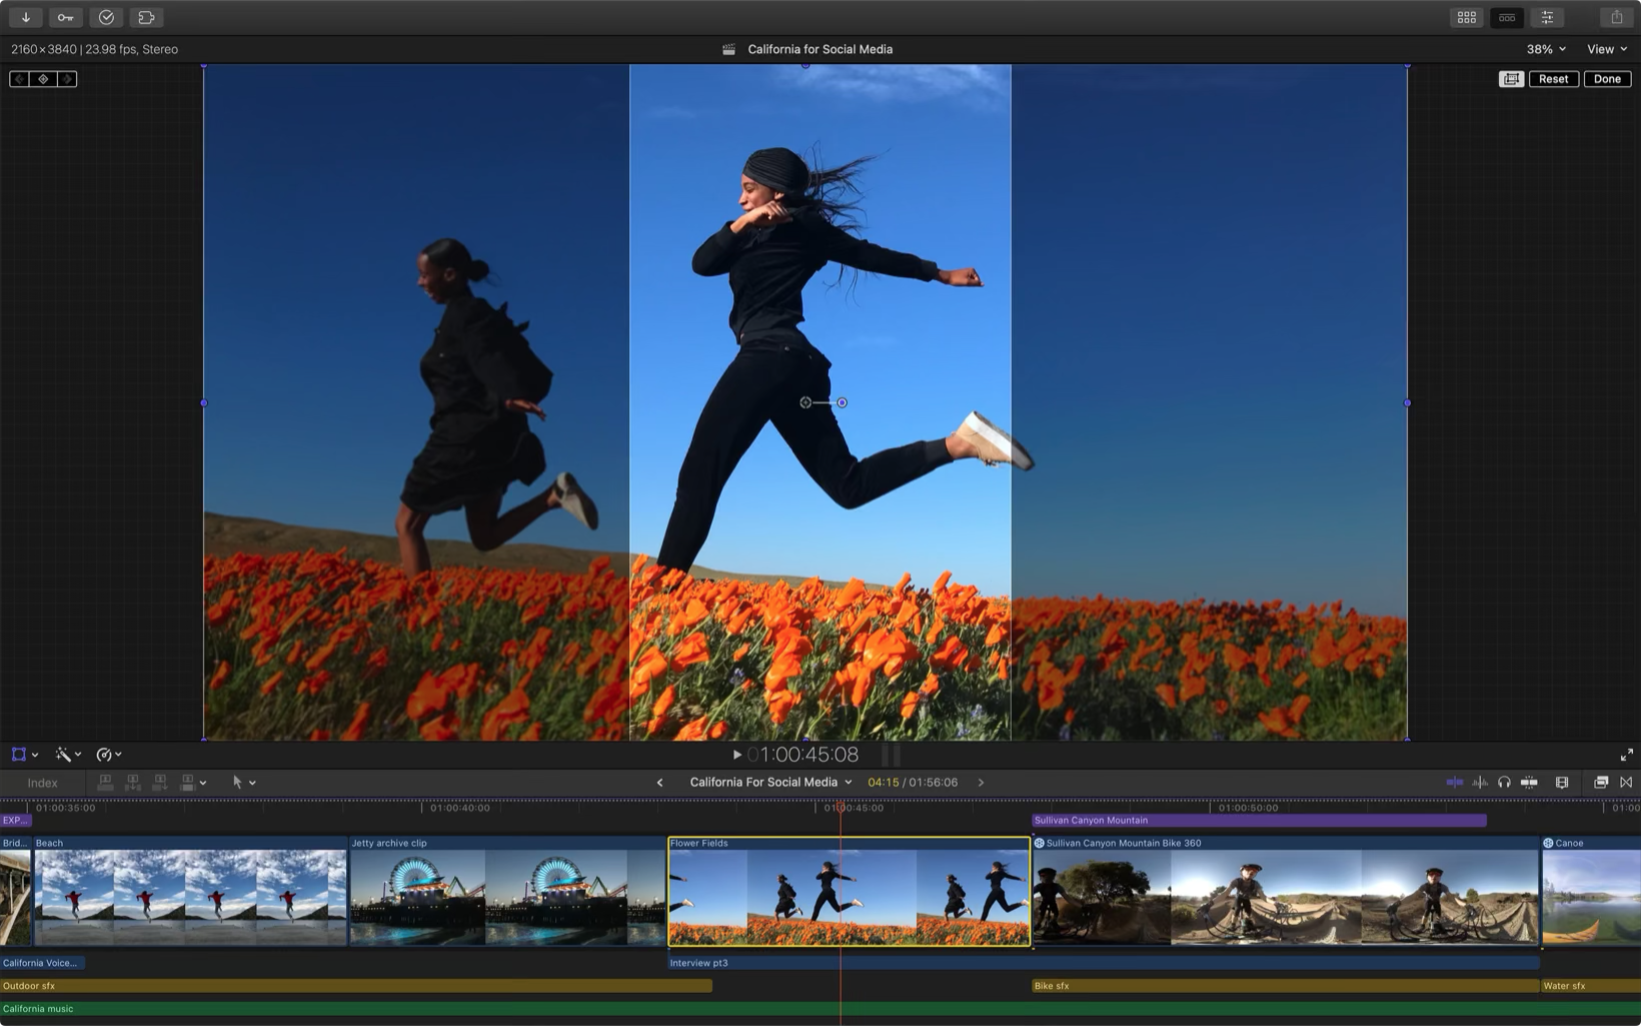 2160×3840 | 23.98 fps, Stereo
California for Social Media
38%
View
Reset
Done
01:00:45:08
Index
California For Social Media
04:15 / 01:56:06
01:00:35:00
01:00:40:00
01:00:45:00
01:00:50:00
01:00
EXP...
Sullivan Canyon Mountain
Brid...
Beach
Jetty archive clip
Flower Fields
Sullivan Canyon Mountain Bike 360
Canoe
California Voice...
Interview pt3
Outdoor sfx
Bike sfx
Water sfx
California music